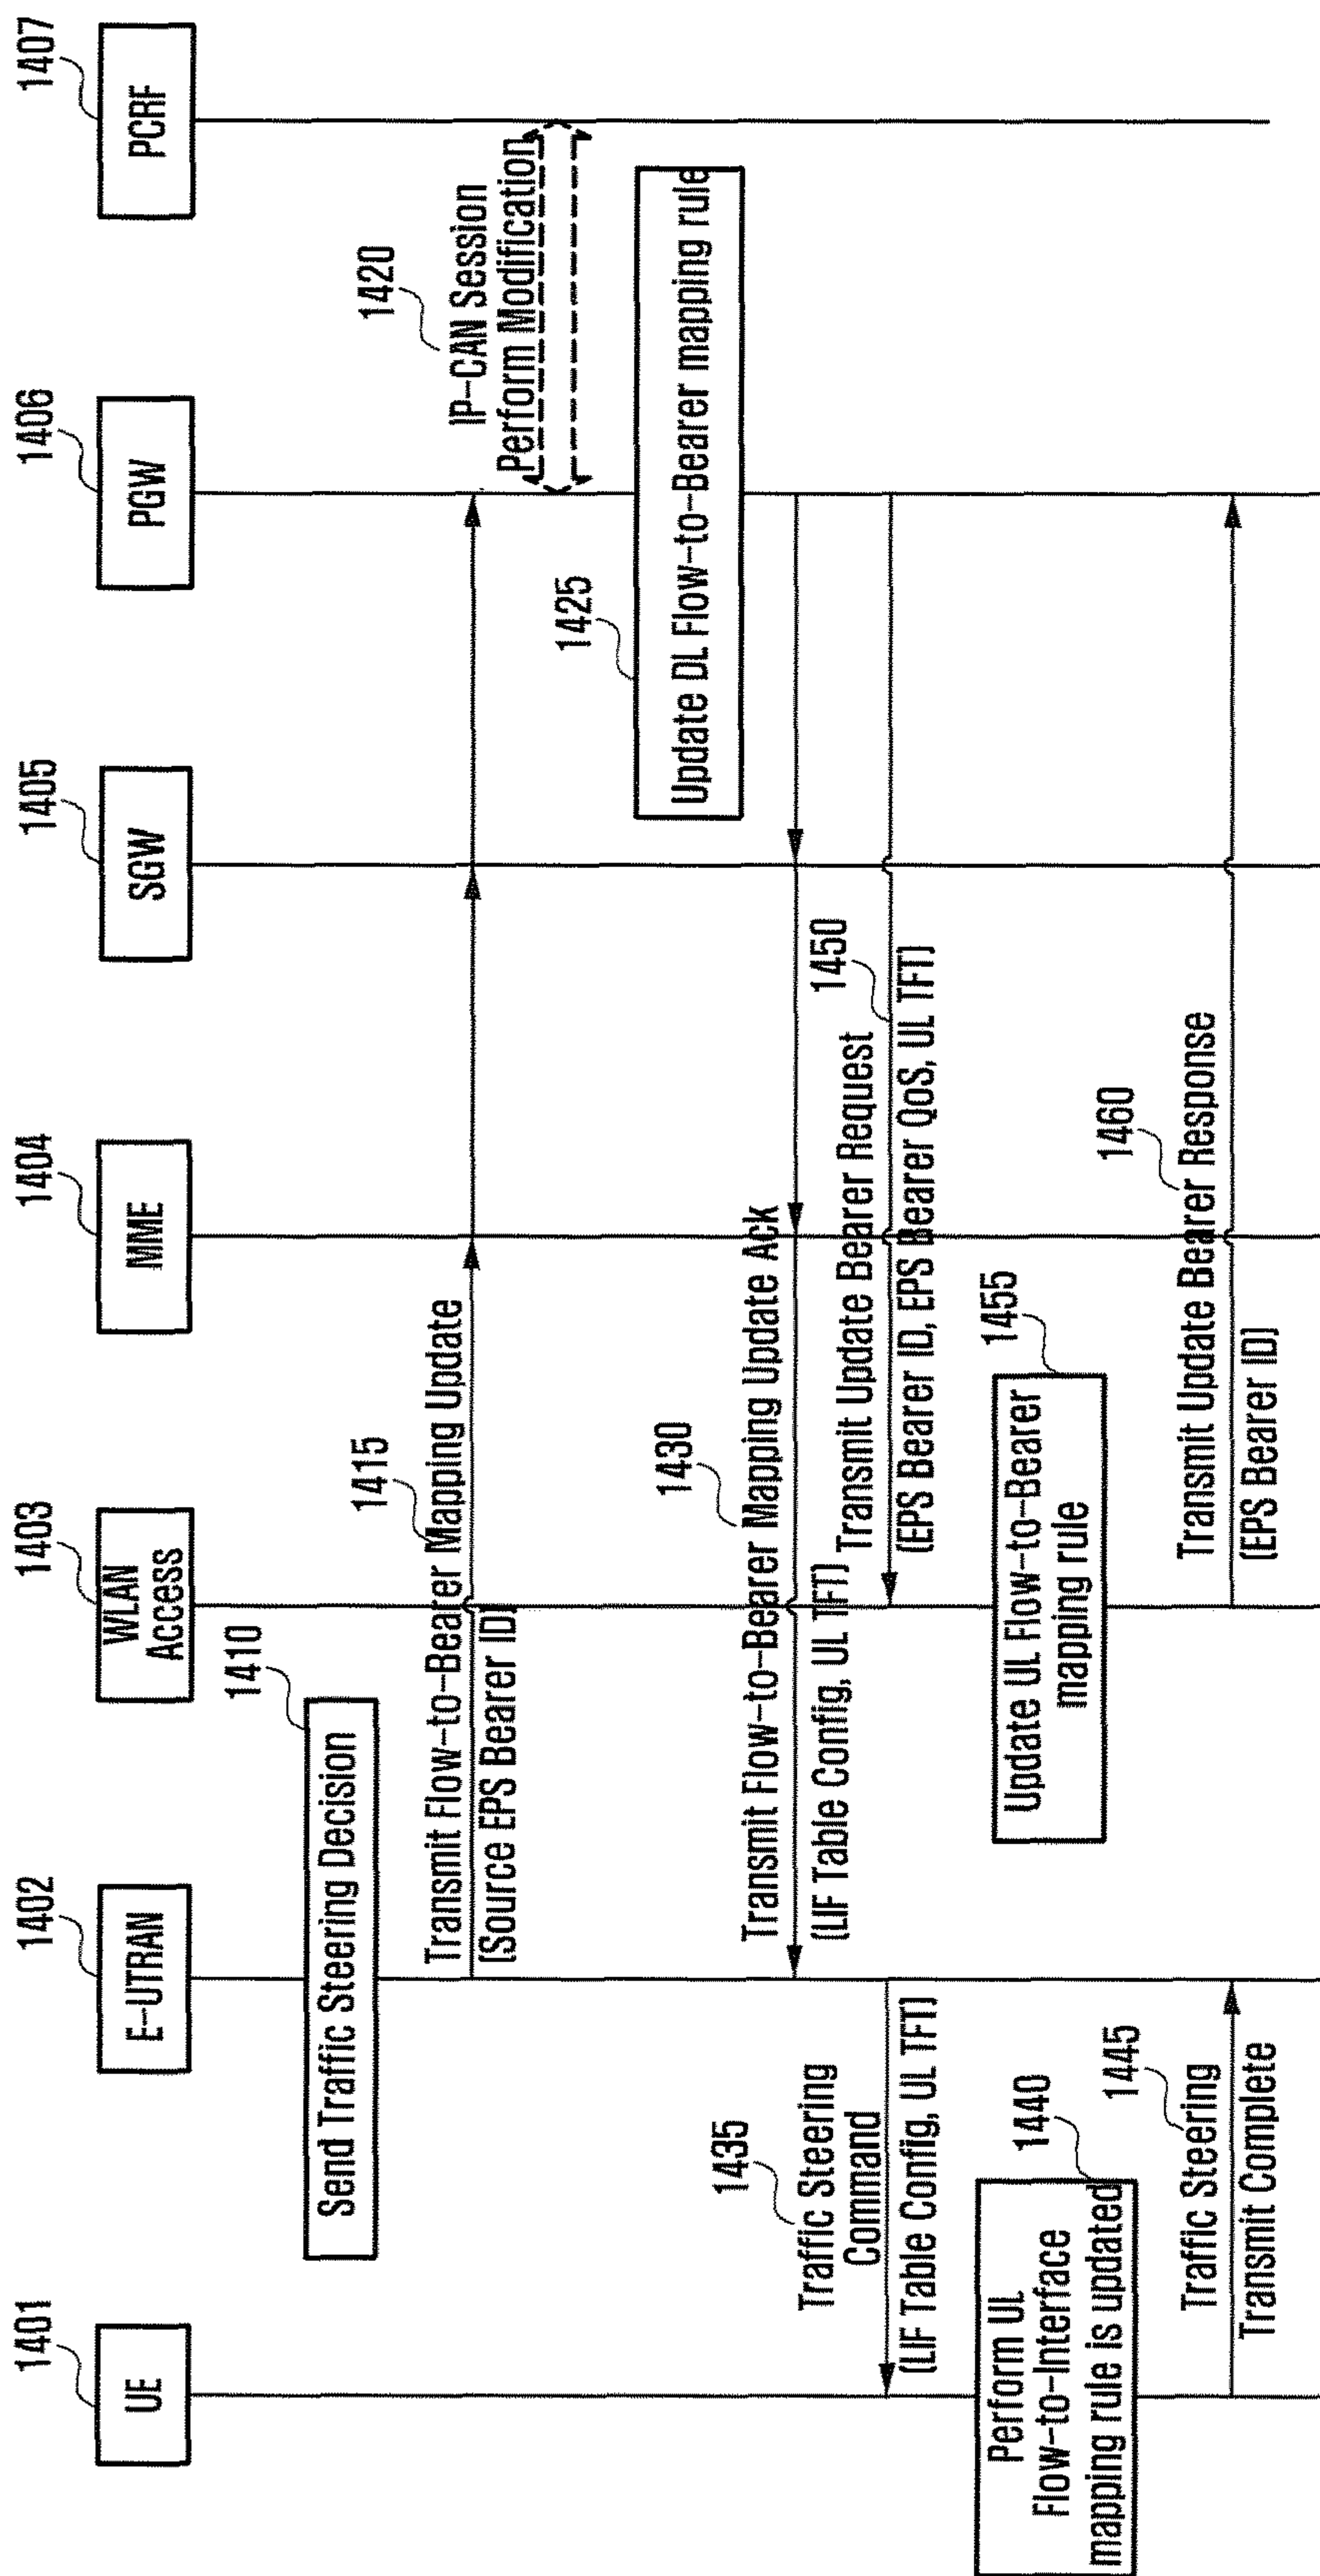 1401
UE
1402
E-UTRAN
1403
WLAN
Access
1404
MME
1405
SGW
1406
PGW
1407
PCRF
1410
Send Traffic Steering Decision
1415
Transmit Flow-to-Bearer Mapping Update
(Source EPS Bearer ID)
1420
IP-CAN Session
Perform Modification
1425
Update DL Flow-to-Bearer mapping rule
1430
Transmit Flow-to-Bearer Mapping Update Ack
(LIF Table Config, UL TFT)
1435
Traffic Steering
Command
(LIF Table Config, UL TFT)
1450
Transmit Update Bearer Request
(EPS Bearer ID, EPS Bearer QoS, UL TFT)
1440
Perform UL
Flow-to-Interface
mapping rule is updated
1455
Update UL Flow-to-Bearer
mapping rule
1445
Traffic Steering
Transmit Complete
1460
Transmit Update Bearer Response
(EPS Bearer ID)